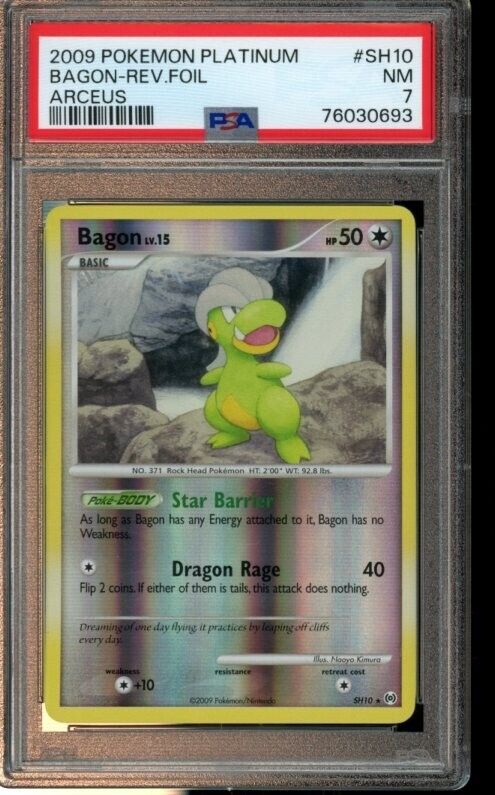 2009 POKEMON PLATINUM #SH10
BAGON-REV.FOIL NM
ARCEUS 7
PSA 76030693
Bagon LV.15 HP 50
BASIC
NO. 371 Rock Head Pokémon HT: 2'00" WT: 92.8 lbs.
Poké-BODY Star Barrier
As long as Bagon has any Energy attached to it, Bagon has no
Weakness.
Dragon Rage 40
Flip 2 coins. If either of them is tails, this attack does nothing.
Dreaming of one day flying, it practices by leaping off cliffs
every day.
Illus. Naoyo Kimura
weakness resistance retreat cost
+10
©2009 Pokémon/Nintendo SH10 ★